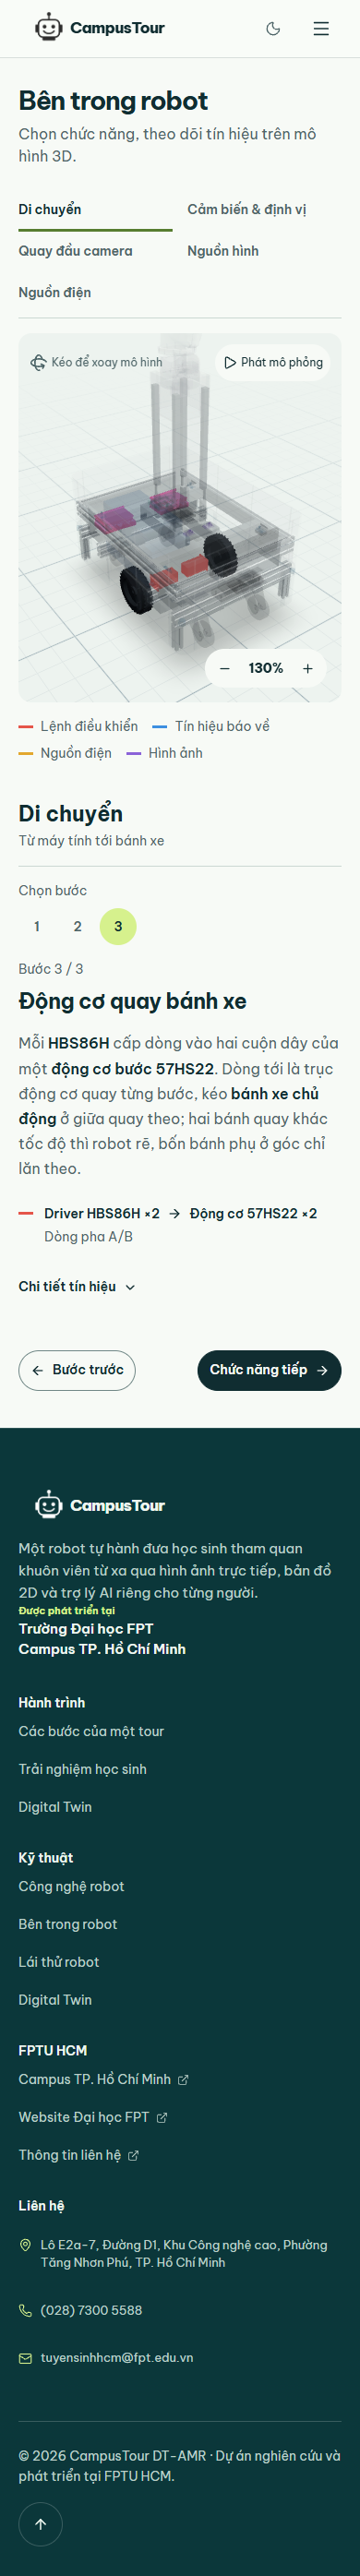 CampusTour
Bên trong robot
Chọn chức năng, theo dõi tín hiệu trên mô
hình 3D.
Di chuyển
Cảm biến & định vị
Quay đầu camera
Nguồn hình
Nguồn điện
Kéo để xoay mô hình
Phát mô phỏng
130%
Lệnh điều khiển
Tín hiệu báo về
Nguồn điện
Hình ảnh
Di chuyển
Từ máy tính tới bánh xe
Chọn bước
1 2 3
Bước 3 / 3
Động cơ quay bánh xe
Mỗi HBS86H cấp dòng vào hai cuộn dây của
một động cơ bước 57HS22. Dòng tới là trục
động cơ quay từng bước, kéo bánh xe chủ
động ở giữa quay theo; hai bánh quay khác
tốc độ thì robot rẽ, bốn bánh phụ ở góc chỉ
lăn theo.
Driver HBS86H ×2 → Động cơ 57HS22 ×2
Dòng pha A/B
Chi tiết tín hiệu
← Bước trước
Chức năng tiếp →
CampusTour
Một robot tự hành đưa học sinh tham quan
khuôn viên từ xa qua hình ảnh trực tiếp, bản đồ
2D và trợ lý AI riêng cho từng người.
Được phát triển tại
Trường Đại học FPT
Campus TP. Hồ Chí Minh
Hành trình
Các bước của một tour
Trải nghiệm học sinh
Digital Twin
Kỹ thuật
Công nghệ robot
Bên trong robot
Lái thử robot
Digital Twin
FPTU HCM
Campus TP. Hồ Chí Minh
Website Đại học FPT
Thông tin liên hệ
Liên hệ
Lô E2a-7, Đường D1, Khu Công nghệ cao, Phường
Tăng Nhơn Phú, TP. Hồ Chí Minh
(028) 7300 5588
tuyensinhhcm@fpt.edu.vn
© 2026 CampusTour DT-AMR · Dự án nghiên cứu và
phát triển tại FPTU HCM.